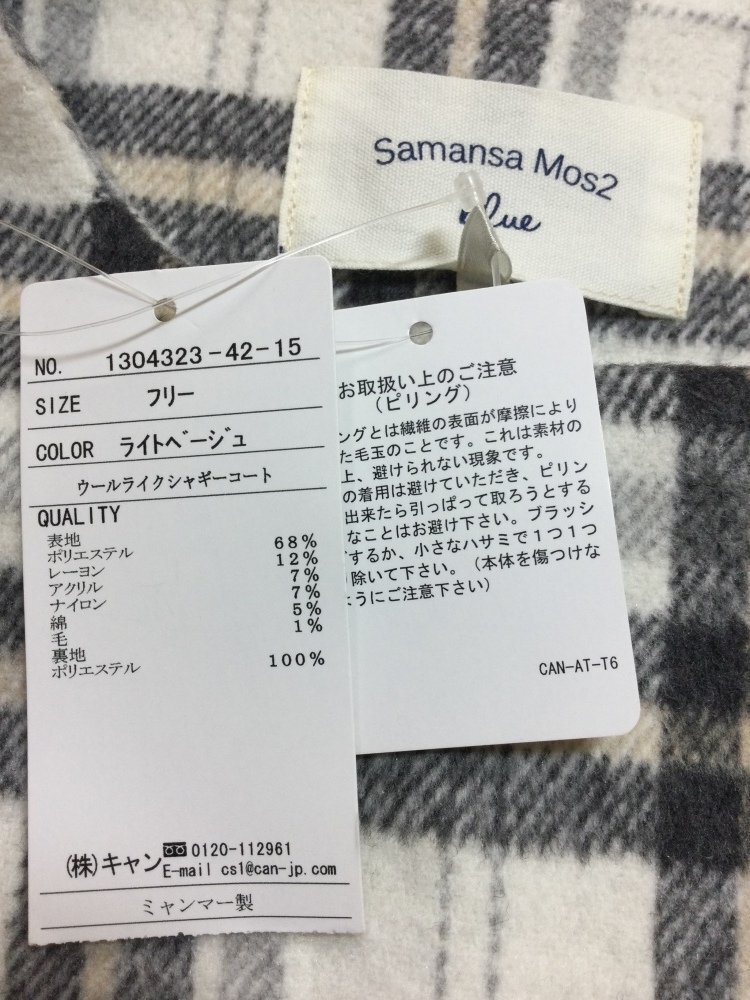 Samansa Mos2
blue
NO. 1304323-42-15
SIZE フリー
COLOR ライトベージュ
ウールライクシャギーコート
QUALITY
表地
ポリエステル 68%
レーヨン 12%
アクリル 7%
ナイロン 7%
綿 5%
毛 1%
裏地
ポリエステル 100%
(株)キャン 0120-112961
E-mail cs1@can-jp.com
ミャンマー製
お取扱い上のご注意
(ピリング)
ングとは繊維の表面が摩擦により
た毛玉のことです。これは素材の
上、避けられない現象です。
の着用は避けていただき、ピリン
出来たら引っぱって取ろうとする
なことはお避け下さい。ブラッシ
するか、小さなハサミで1つ1つ
除いて下さい。(本体を傷つけな
ようにご注意下さい)
CAN-AT-T6